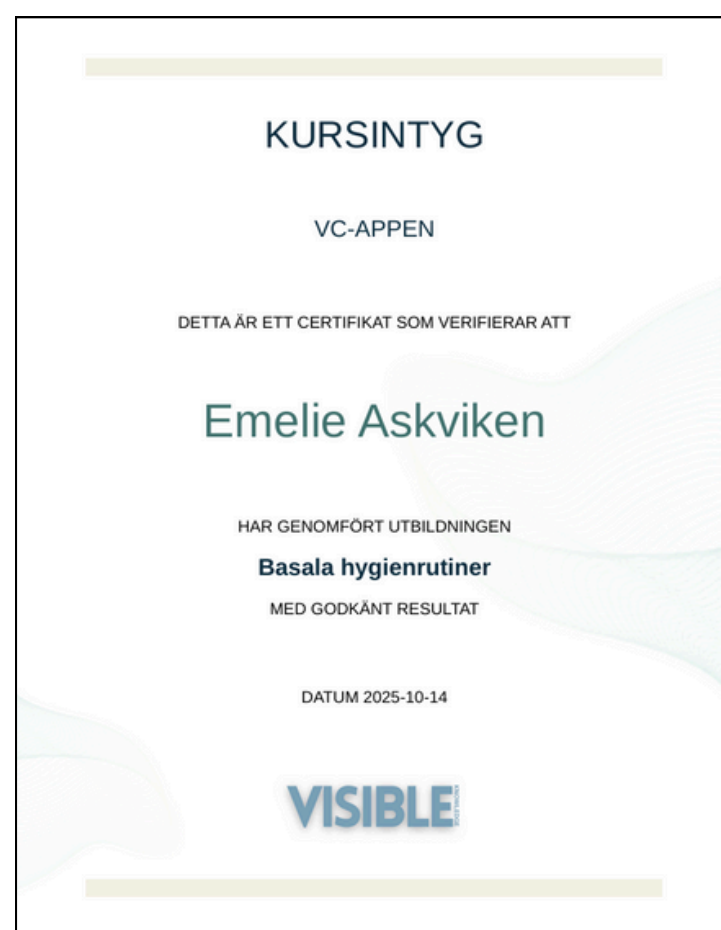 KURSINTYG
VC-APPEN
DETTA ÄR ETT CERTIFIKAT SOM VERIFIERAR ATT
Emelie Askviken
HAR GENOMFÖRT UTBILDNINGEN
Basala hygienrutiner
MED GODKÄNT RESULTAT
DATUM 2025-10-14
VISIBLE KNOWLEDGE